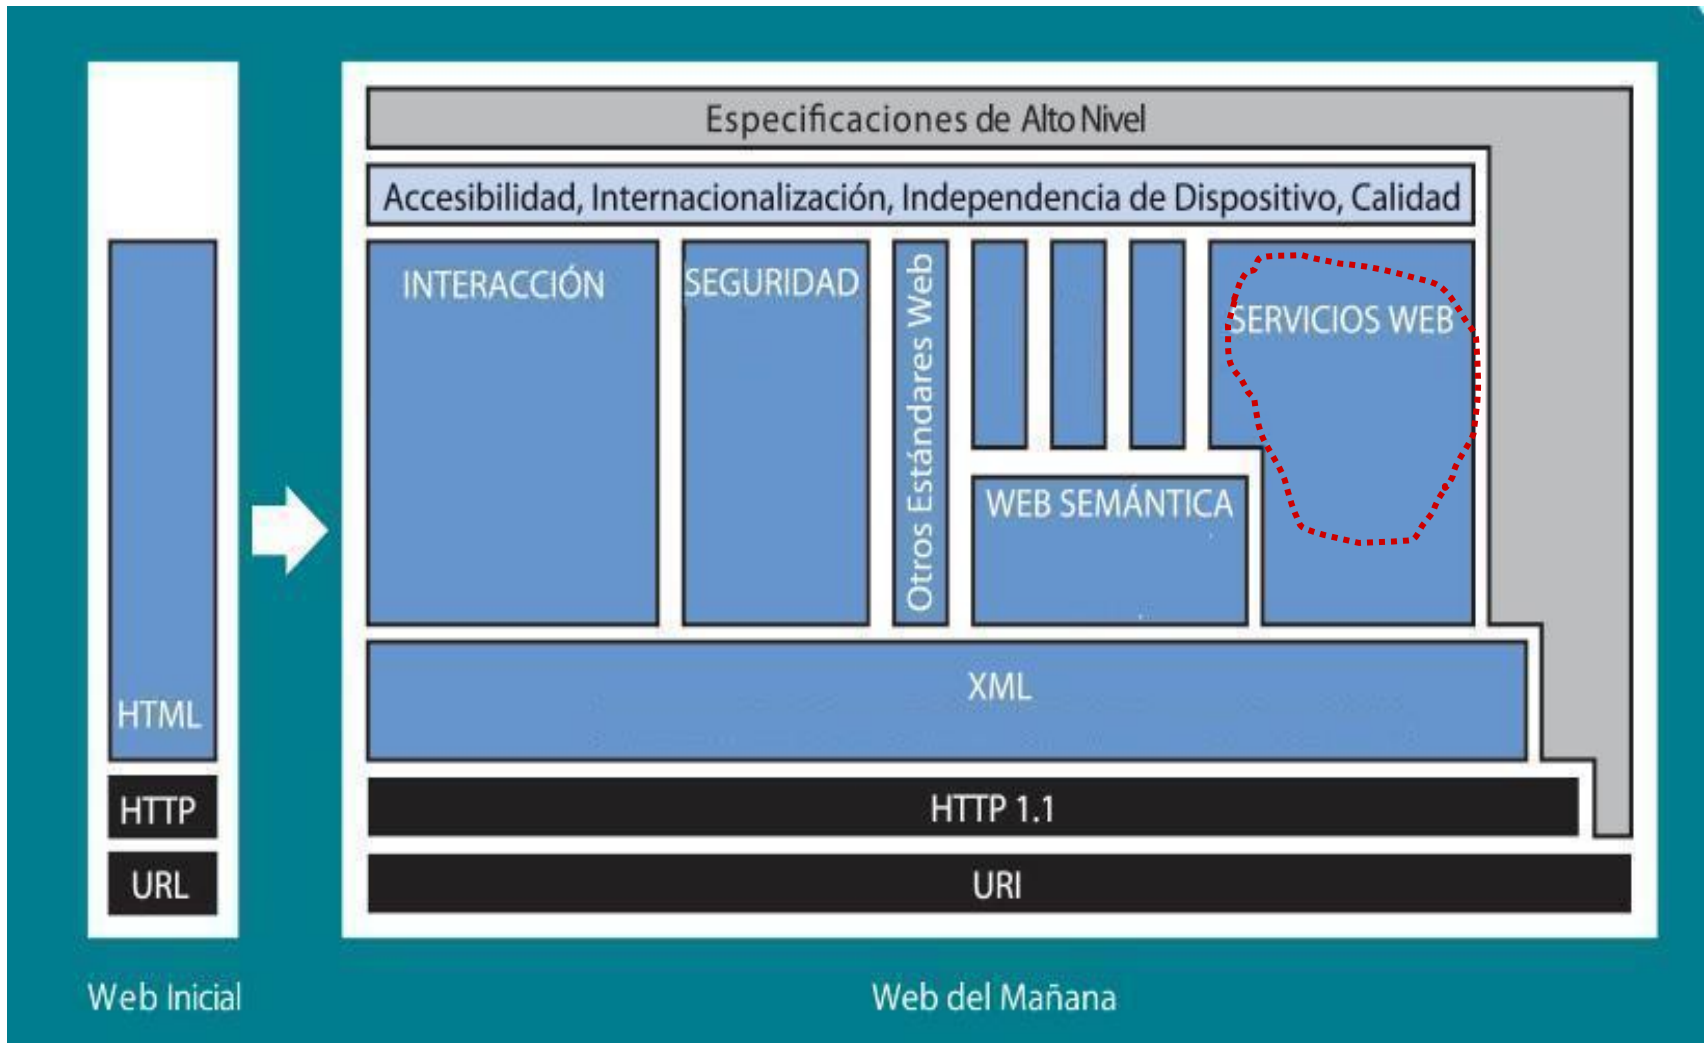 Especificaciones de Alto Nivel
Accesibilidad, Internacionalización, Independencia de Dispositivo, Calidad
INTERACCIÓN
SEGURIDAD
Otros Estándares Web
SERVICIOS WEB
WEB SEMÁNTICA
HTML
XML
HTTP
HTTP 1.1
URL
URI
Web Inicial
Web del Mañana